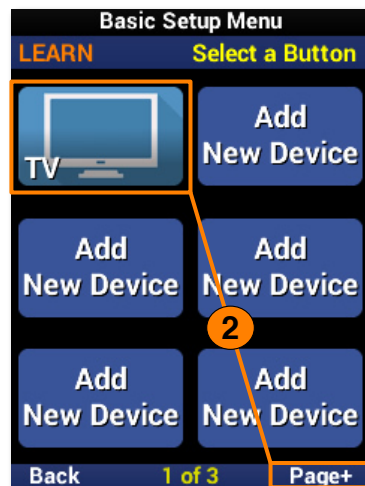 Basic Setup Menu
LEARN Select a Button
TV
Add
New Device
Add
New Device
Add
New Device
2
Add
New Device
Add
New Device
Back 1 of 3 Page+